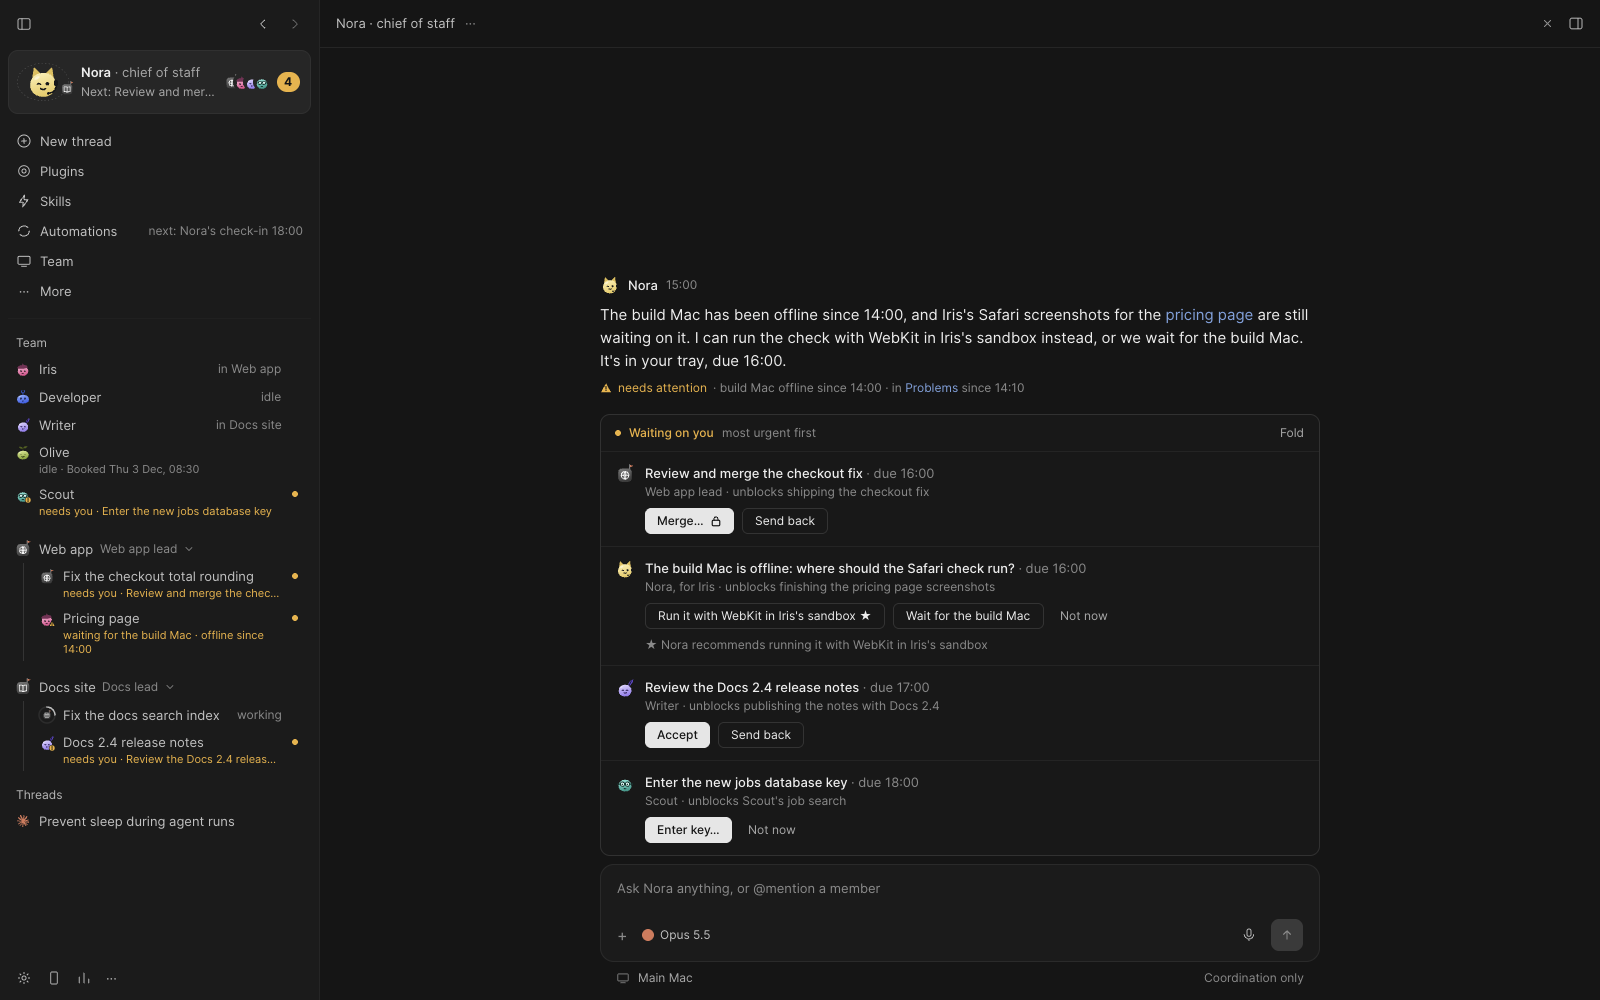 Nora · chief of staff
Next: Review and mer...
4
New thread
Plugins
Skills
Automations
next: Nora's check-in 18:00
Team
More
Team
Iris
in Web app
Developer
idle
Writer
in Docs site
Olive
idle · Booked Thu 3 Dec, 08:30
Scout
needs you · Enter the new jobs database key
Web app Web app lead
Fix the checkout total rounding
needs you · Review and merge the chec...
Pricing page
waiting for the build Mac · offline since
14:00
Docs site Docs lead
Fix the docs search index
working
Docs 2.4 release notes
needs you · Review the Docs 2.4 releas...
Threads
Prevent sleep during agent runs
Nora · chief of staff
Nora 15:00
The build Mac has been offline since 14:00, and Iris's Safari screenshots for the pricing page are still
waiting on it. I can run the check with WebKit in Iris's sandbox instead, or we wait for the build Mac.
It's in your tray, due 16:00.
needs attention · build Mac offline since 14:00 · in Problems since 14:10
Waiting on you most urgent first
Fold
Review and merge the checkout fix · due 16:00
Web app lead · unblocks shipping the checkout fix
Merge...
Send back
The build Mac is offline: where should the Safari check run? · due 16:00
Nora, for Iris · unblocks finishing the pricing page screenshots
Run it with WebKit in Iris's sandbox ★
Wait for the build Mac
Not now
★ Nora recommends running it with WebKit in Iris's sandbox
Review the Docs 2.4 release notes · due 17:00
Writer · unblocks publishing the notes with Docs 2.4
Accept
Send back
Enter the new jobs database key · due 18:00
Scout · unblocks Scout's job search
Enter key...
Not now
Ask Nora anything, or @mention a member
Opus 5.5
Main Mac
Coordination only